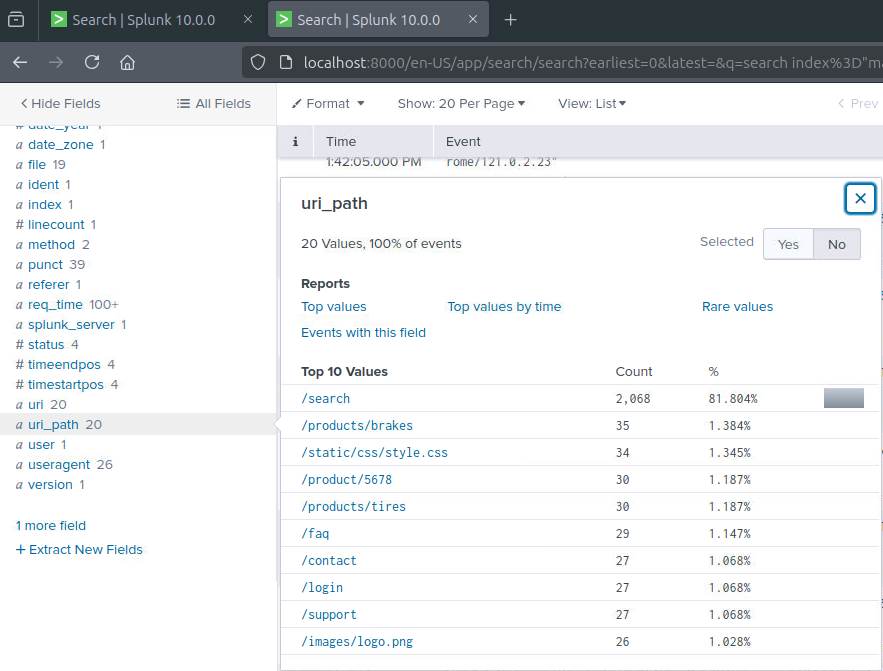 Search | Splunk 10.0.0 × Search | Splunk 10.0.0 × +
localhost:8000/en-US/app/search/search?earliest=0&latest=&q=search index%3D"ma
Hide Fields All Fields Format Show: 20 Per Page View: List Prev
i Time Event
# date_year 1
1:42:05.000 PM rome/121.0.2.23"
a date_zone 1
a file 19
a ident 1
a index 1
# linecount 1
a method 2
a punct 39
a referer 1
a req_time 100+
a splunk_server 1
# status 4
# timeendpos 4
# timestartpos 4
a uri 20
a uri_path 20
a user 1
a useragent 26
a version 1
1 more field
+ Extract New Fields
uri_path
20 Values, 100% of events Selected Yes No
Reports
Top values Top values by time Rare values
Events with this field
Top 10 Values Count %
/search 2,068 81.804%
/products/brakes 35 1.384%
/static/css/style.css 34 1.345%
/product/5678 30 1.187%
/products/tires 30 1.187%
/faq 29 1.147%
/contact 27 1.068%
/login 27 1.068%
/support 27 1.068%
/images/logo.png 26 1.028%